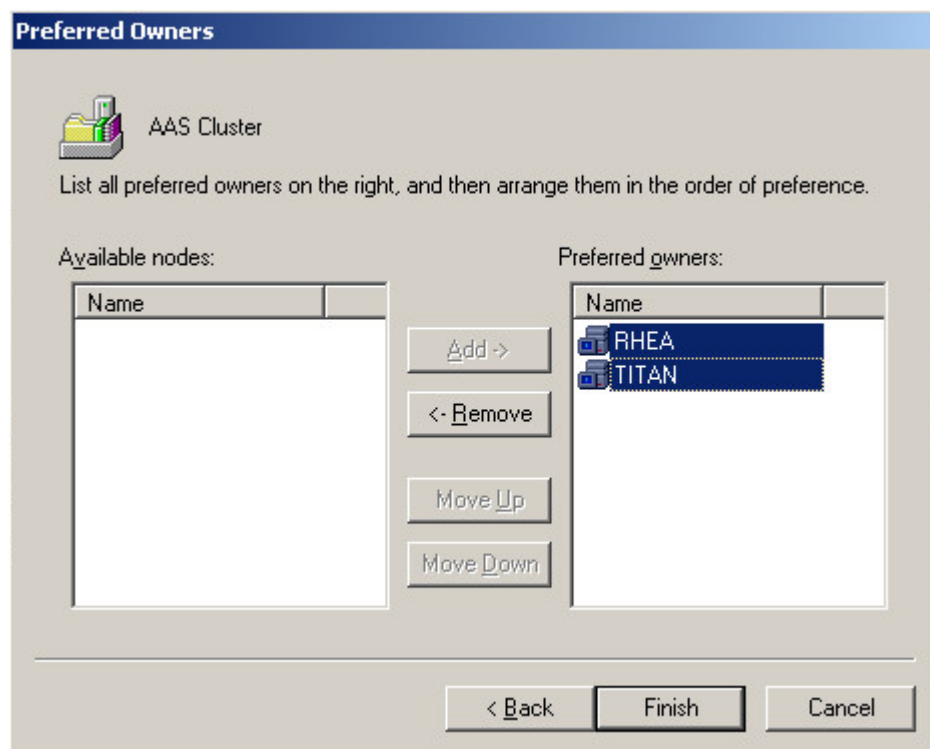 Preferred Owners
AAS Cluster
List all preferred owners on the right, and then arrange them in the order of preference.
Available nodes:
Preferred owners:
Name
Name
Add ->
RHEA
TITAN
<- Remove
Move Up
Move Down
< Back
Finish
Cancel